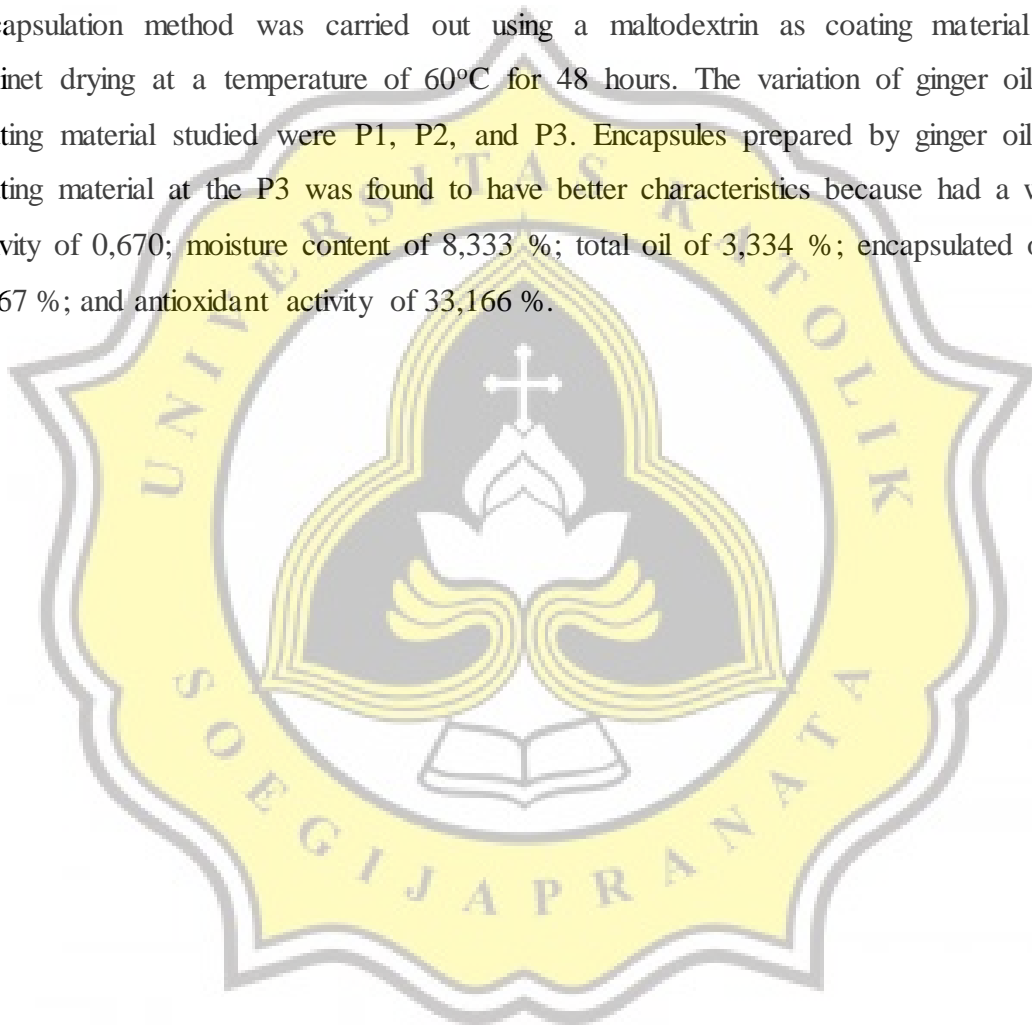 capsulation method was carried out using a maltodextrin as coating material
inet drying at a temperature of 60°C for 48 hours. The variation of ginger oil
ting material studied were P1, P2, and P3. Encapsules prepared by ginger oil
ting material at the P3 was found to have better characteristics because had a
vity of 0,670; moisture content of 8,333 %; total oil of 3,334 %; encapsulated
67 %; and antioxidant activity of 33,166 %.
UNIVERSITAS KATOLIK
SOEGIJAPRANATA